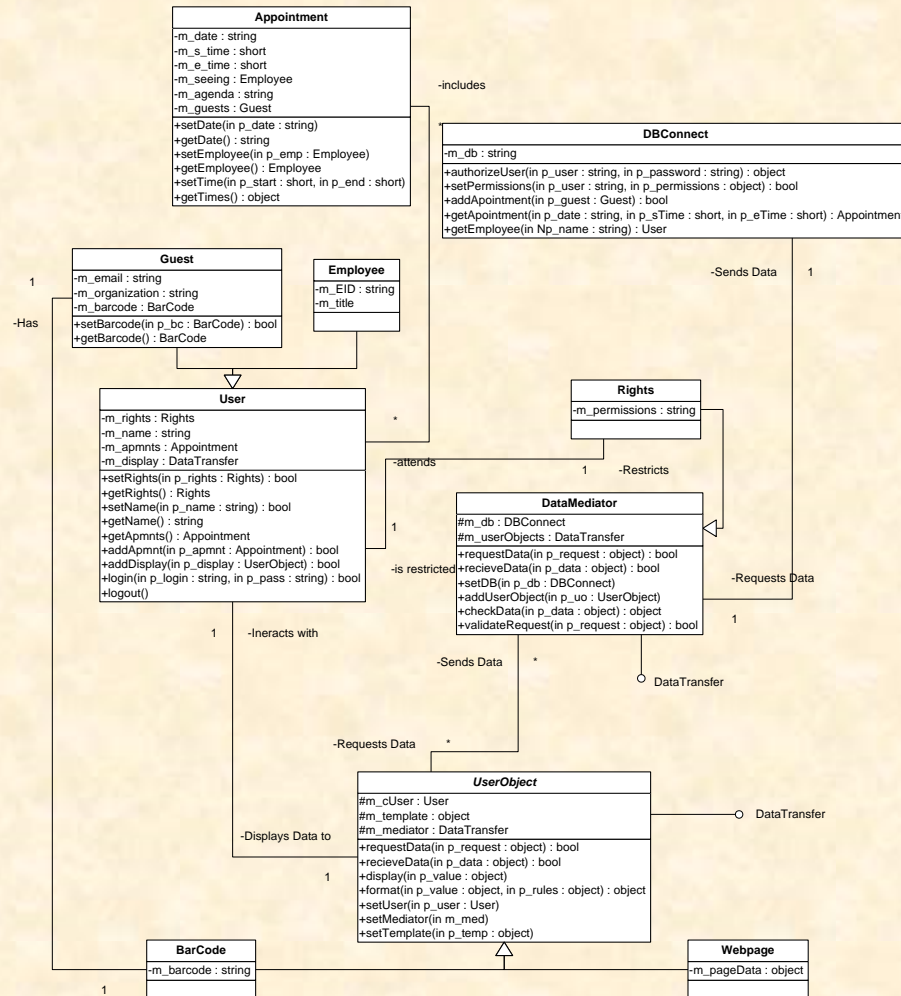 Appointment
-m_date : string
-m_s_time : short
-m_e_time : short
-m_seeing : Employee
-m_agenda : string
-m_guests : Guest
+setDate(in p_date : string)
+getDate() : string
+setEmployee(in p_emp : Employee)
+getEmployee() : Employee
+setTime(in p_start : short, in p_end : short)
+getTimes() : object
-includes
*
DBConnect
-m_db : string
+authorizeUser(in p_user : string, in p_password : string) : object
+setPermissions(in p_user : string, in p_permissions : object) : bool
+addApointment(in p_guest : Guest) : bool
+getApointment(in p_date : string, in p_sTime : short, in p_eTime : short) : Appointment
+getEmployee(in Np_name : string) : User
-Sends Data
1
Guest
-m_email : string
-m_organization : string
-m_barcode : BarCode
+setBarcode(in p_bc : BarCode) : bool
+getBarcode() : BarCode
1
-Has
Employee
-m_EID : string
-m_title
User
-m_rights : Rights
-m_name : string
-m_apmnts : Appointment
-m_display : DataTransfer
+setRights(in p_rights : Rights) : bool
+getRights() : Rights
+setName(in p_name : string) : bool
+getName() : string
+getApmnts() : Appointment
+addApmnt(in p_apmnt : Appointment) : bool
+addDisplay(in p_display : UserObject) : bool
+login(in p_login : string, in p_pass : string) : bool
+logout()
*
-attends
Rights
-m_permissions : string
1
-Restricts
1
-is restricted
DataMediator
#m_db : DBConnect
#m_userObjects : DataTransfer
+requestData(in p_request : object) : bool
+recieveData(in p_data : object) : bool
+setDB(in p_db : DBConnect)
+addUserObject(in p_uo : UserObject)
+checkData(in p_data : object) : object
+validateRequest(in p_request : object) : bool
-Requests Data
1
1
-Ineracts with
-Sends Data
*
DataTransfer
-Requests Data
*
UserObject
#m_cUser : User
#m_template : object
#m_mediator : DataTransfer
+requestData(in p_request : object) : bool
+recieveData(in p_data : object) : bool
+display(in p_value : object)
+format(in p_value : object, in p_rules : object) : object
+setUser(in p_user : User)
+setMediator(in m_med)
+setTemplate(in p_temp : object)
DataTransfer
-Displays Data to
1
BarCode
-m_barcode : string
1
Webpage
-m_pageData : object